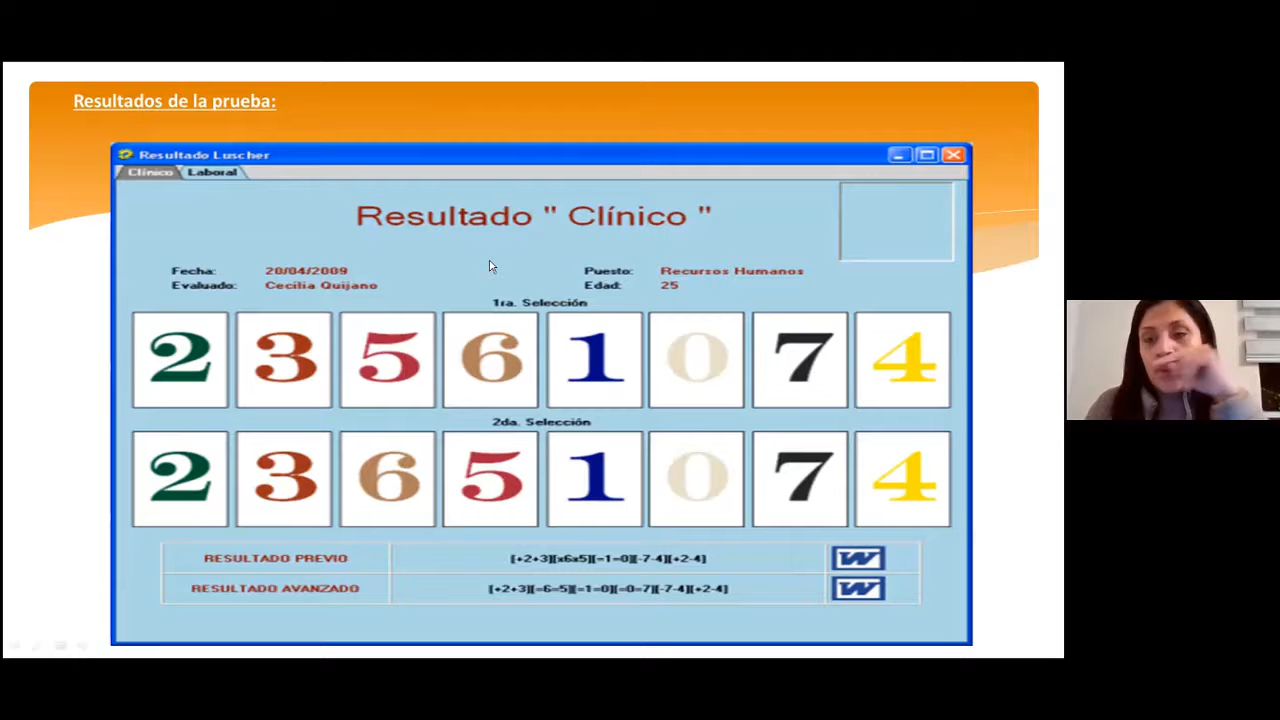 Resultados de la prueba:
Resultado Luscher
Clínico Laboral
Resultado " Clínico "
Fecha: 20/04/2009 Puesto: Recursos Humanos
Evaluado: Cecilia Quijano Edad: 25
1ra. Selección
2 3 5 6 1 0 7 4
2da. Selección
2 3 6 5 1 0 7 4
RESULTADO PREVIO [+2+3][x6x5][=1=0][-7-4][+2-4] W
RESULTADO AVANZADO [+2+3][=6=5][=1=0][=0=7][-7-4][+2-4] W